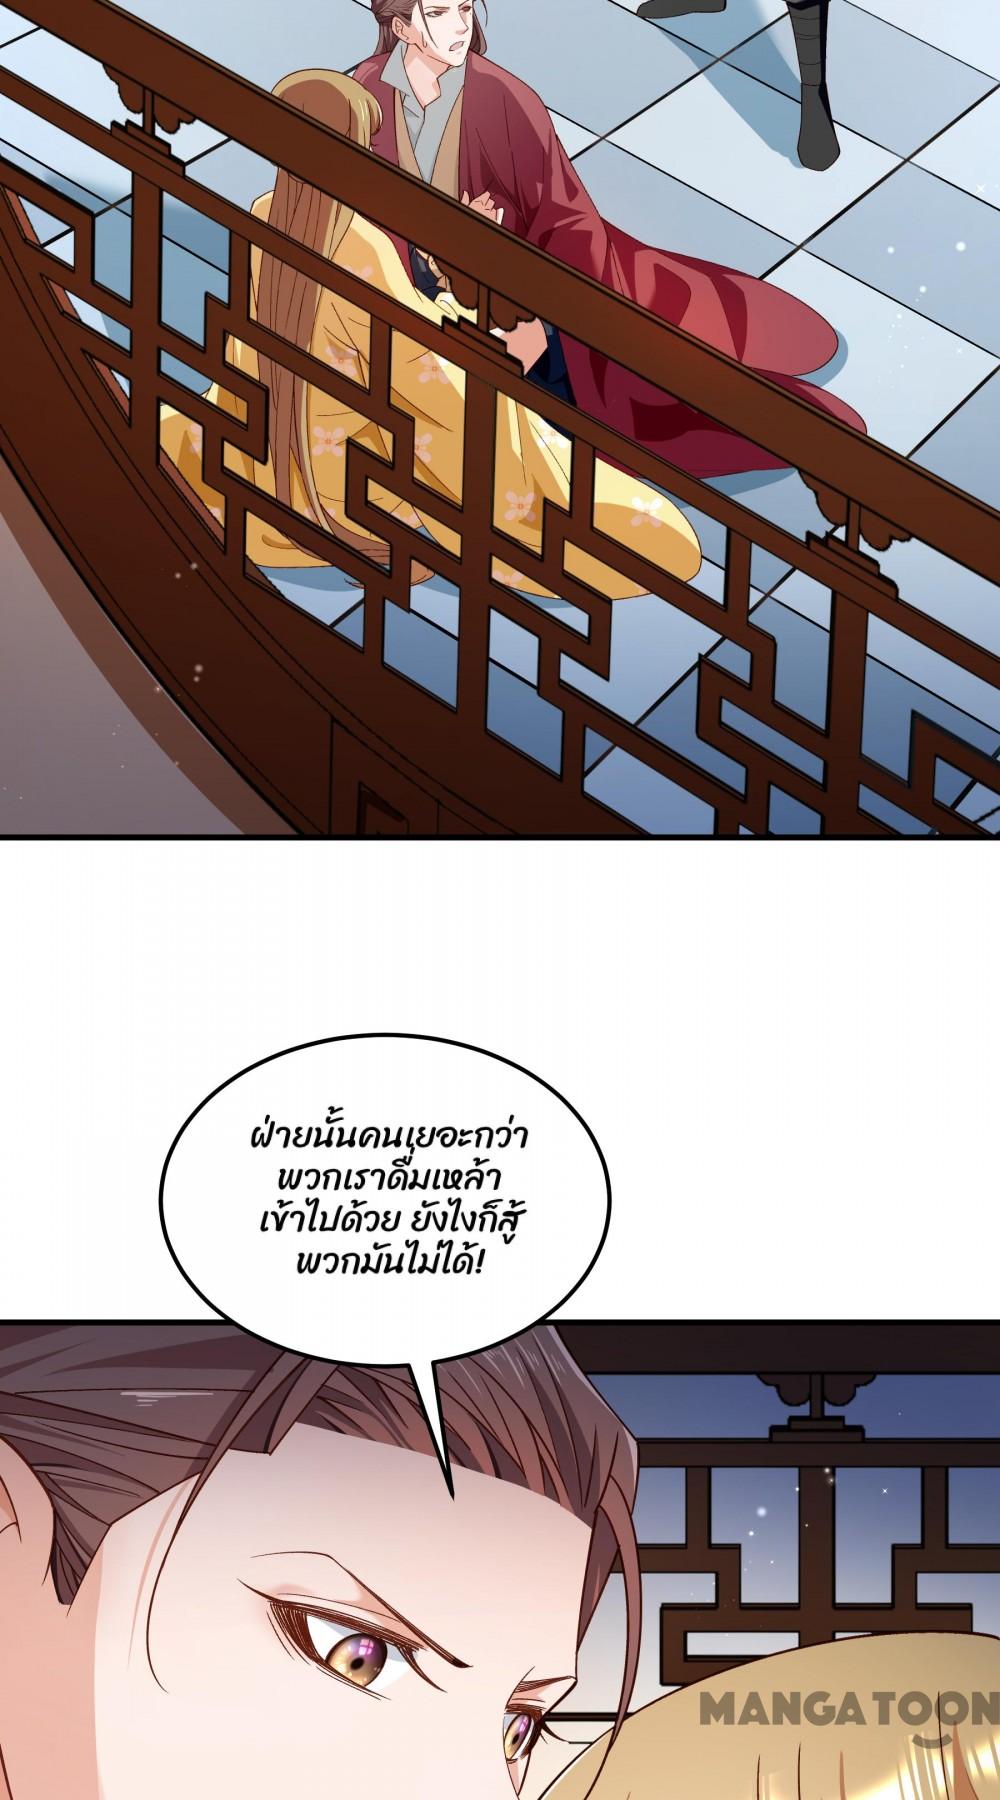 ฝ่ายนั้นคนเยอะกว่า
พวกเราดื่มเหล้า
เข้าไปด้วย ยังไงก็สู้
พวกมันไม่ได้!
MANGATOON